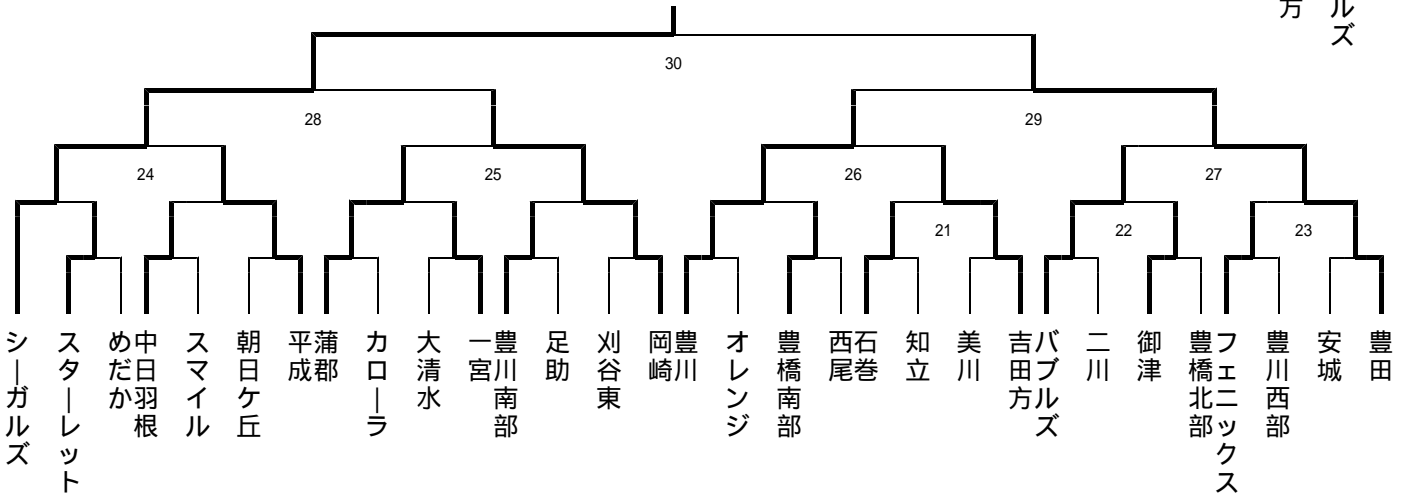 ルズ
方
30
28
29
24
25
26
27
21
22
23
シーガルズ
スターレット
めだか
中日羽根
スマイル
朝日ケ丘
平成
蒲郡
カローラ
大清水
一宮
豊川南部
足助
刈谷東
岡崎
豊川
オレンジ
豊橋南部
西尾
石巻
知立
美川
吉田方
バブルズ
二川
御津
豊橋北部
フェニックス
豊川西部
安城
豊田